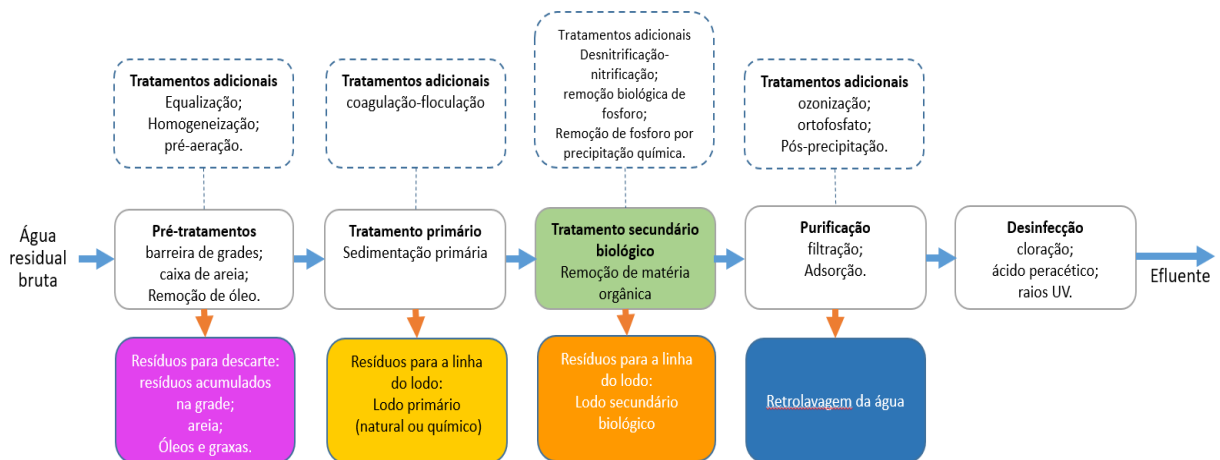 Água
residual
bruta
Tratamentos adicionais
Equalização;
Homogeneização;
pré-aeração.
Pré-tratamentos
barreira de grades;
caixa de areia;
Remoção de óleo.
Resíduos para descarte:
resíduos acumulados
na grade;
areia;
Óleos e graxas.
Tratamentos adicionais
coagulação-floculação
Tratamento primário
Sedimentação primária
Resíduos para a linha
do lodo:
Lodo primário
(natural ou químico)
Tratamentos adicionais
Desnitrificação-
nitrificação;
remoção biológica de
fosforo;
Remoção de fosforo por
precipitação química.
Tratamento secundário
biológico
Remoção de matéria
orgânica
Resíduos para a linha
do lodo:
Lodo secundário
biológico
Tratamentos adicionais
ozonização;
ortofosfato;
Pós-precipitação.
Purificação
filtração;
Adsorção.
Retrolavagem da água
Desinfecção
cloração;
ácido peracético;
raios UV.
Efluente